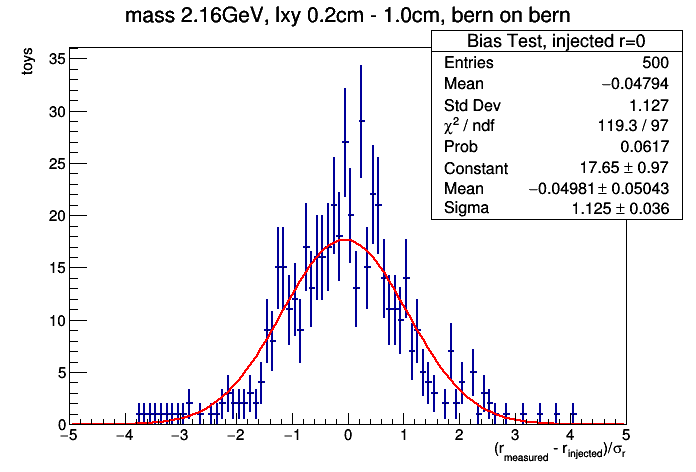 mass 2.16GeV, lxy 0.2cm - 1.0cm, bern on bern
Bias Test, injected r=0
Entries 500
Mean −0.04794
Std Dev 1.127
χ² / ndf 119.3 / 97
Prob 0.0617
Constant 17.65 ± 0.97
Mean −0.04981 ± 0.05043
Sigma 1.125 ± 0.036
toys
35
30
25
20
15
10
5
0
−5 −4 −3 −2 −1 0 1 2 3 4 5
(r_measured - r_injected)/σ_r